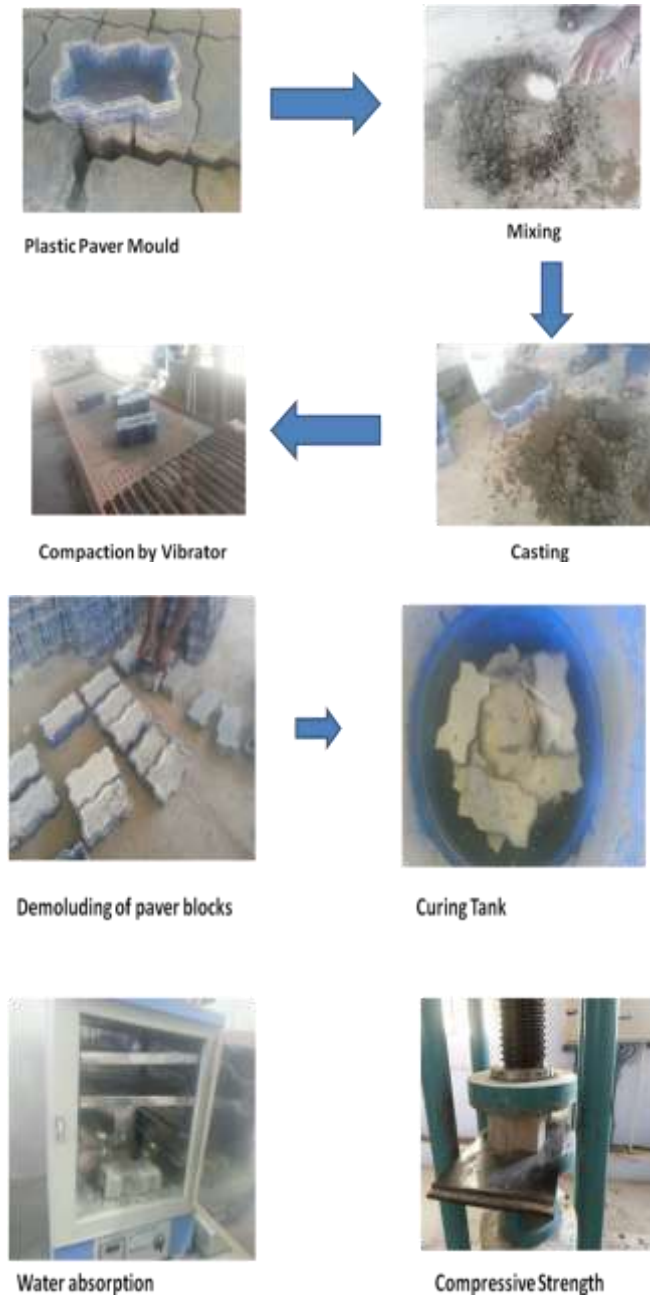 Plastic Paver Mould
Mixing
Compaction by Vibrator
Casting
Demoluding of paver blocks
Curing Tank
Water absorption
Compressive Strength